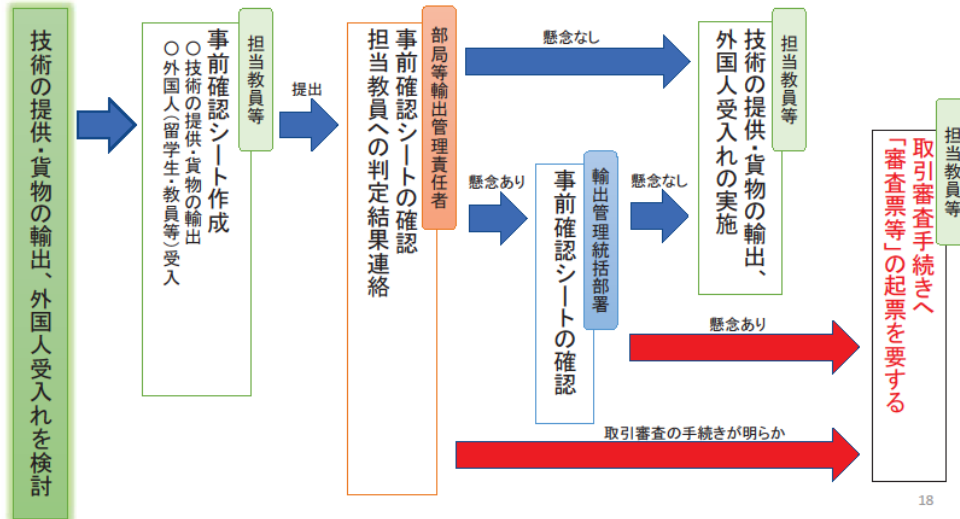 技術の提供・貨物の輸出、外国人受入れを検討
担当教員等
事前確認シート作成
○技術の提供・貨物の輸出
○外国人（留学生・教員等）受入
提出
部局等輸出管理責任者
事前確認シートの確認
担当教員への判定結果連絡
懸念なし
懸念あり
輸出管理統括部署
事前確認シートの確認
懸念なし
担当教員等
技術の提供・貨物の輸出、
外国人受入れの実施
懸念あり
取引審査の手続きが明らか
担当教員等
取引審査手続きへ
「審査票等」の起票を要する
18